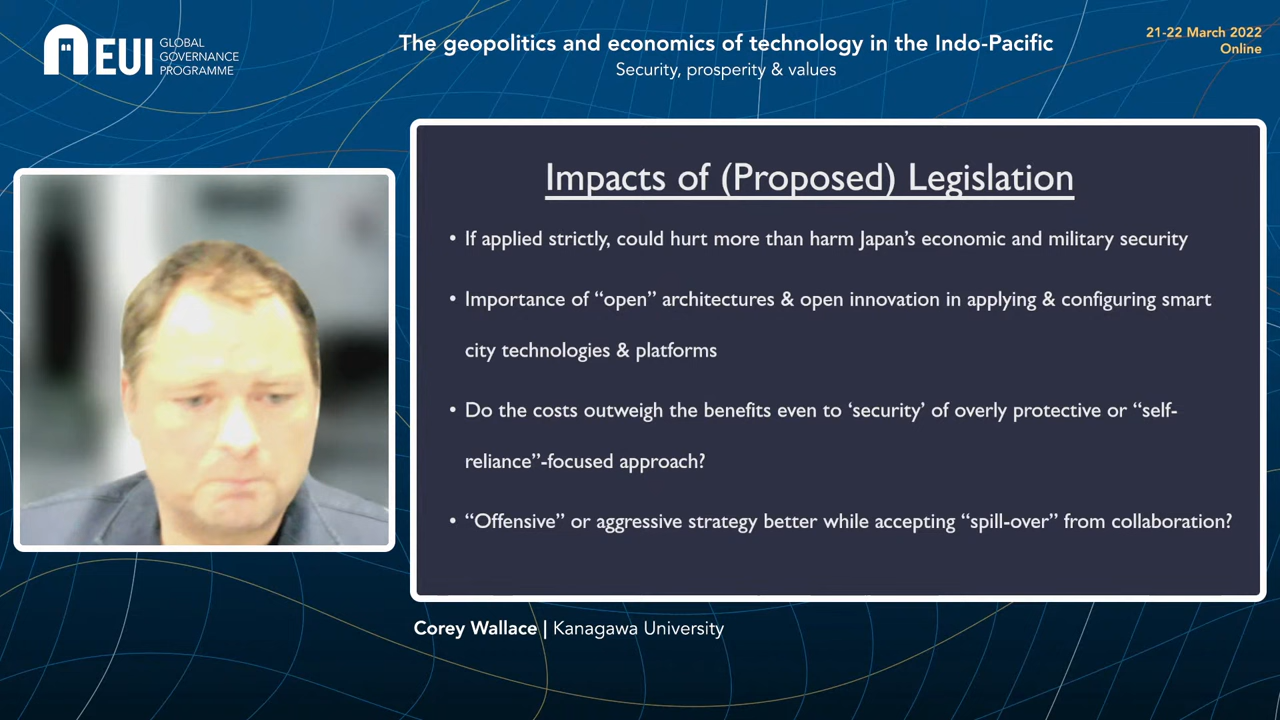 EUI
GLOBAL
GOVERNANCE
PROGRAMME
The geopolitics and economics of technology in the Indo-Pacific
Security, prosperity & values
21-22 March 2022
Online
Impacts of (Proposed) Legislation
• If applied strictly, could hurt more than harm Japan’s economic and military security
• Importance of “open” architectures & open innovation in applying & configuring smart
city technologies & platforms
• Do the costs outweigh the benefits even to ‘security’ of overly protective or “self-
reliance”-focused approach?
• “Offensive” or aggressive strategy better while accepting “spill-over” from collaboration?
Corey Wallace | Kanagawa University